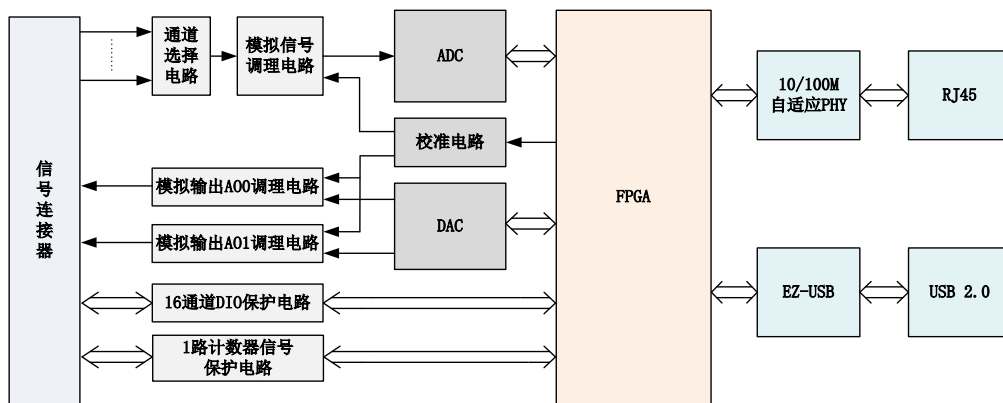 信号连接器
通道
选择
电路
模拟信号
调理电路
ADC
校准电路
模拟输出AO0调理电路
模拟输出AO1调理电路
DAC
16通道DIO保护电路
1路计数器信号
保护电路
FPGA
10/100M
自适应PHY
RJ45
EZ-USB
USB 2.0